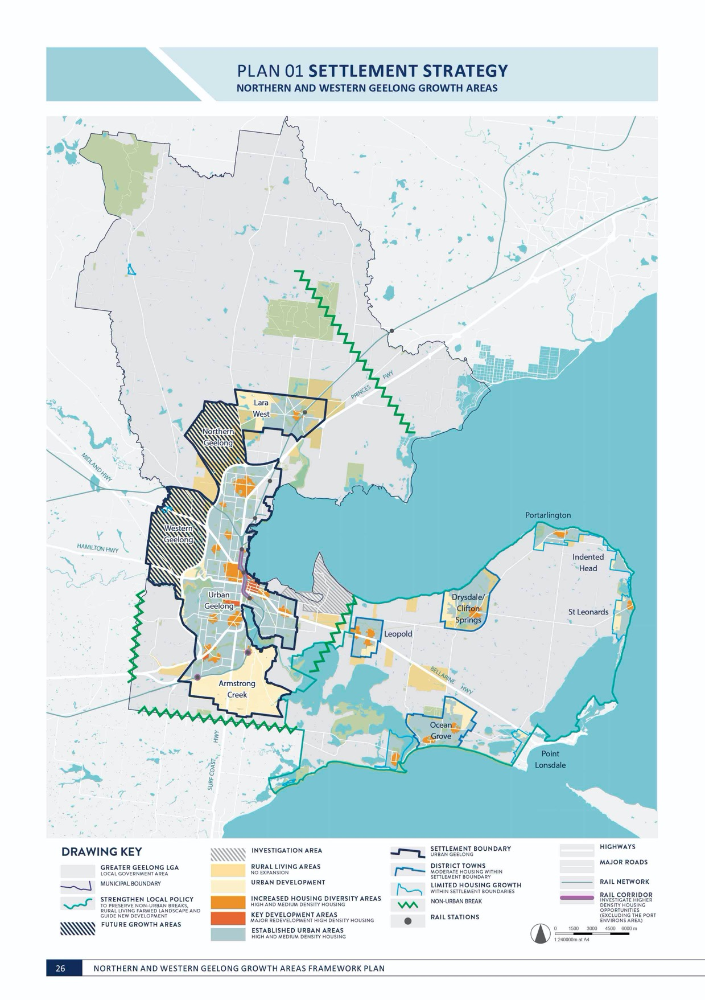 PLAN 01 SETTLEMENT STRATEGY
NORTHERN AND WESTERN GEELONG GROWTH AREAS
PRINCES FWY
Lara
West
Northern
Geelong
MIDLAND HWY
Western
Geelong
HAMILTON HWY
Portarlington
Indented
Head
Urban
Geelong
Drysdale/
Clifton
Springs
St Leonards
Leopold
Armstrong
Creek
BELLARINE HWY
Ocean
Grove
Point
Lonsdale
SURF COAST HWY
DRAWING KEY
GREATER GEELONG LGA
LOCAL GOVERNMENT AREA
MUNICIPAL BOUNDARY
STRENGTHEN LOCAL POLICY
TO PRESERVE NON-URBAN BREAKS,
RURAL LIVING FARMED LANDSCAPE AND
GUIDE NEW DEVELOPMENT
FUTURE GROWTH AREAS
INVESTIGATION AREA
RURAL LIVING AREAS
NO EXPANSION
URBAN DEVELOPMENT
INCREASED HOUSING DIVERSITY AREAS
HIGH AND MEDIUM DENSITY HOUSING
KEY DEVELOPMENT AREAS
MAJOR REDEVELOPMENT HIGH DENSITY HOUSING
ESTABLISHED URBAN AREAS
HIGH AND MEDIUM DENSITY HOUSING
SETTLEMENT BOUNDARY
URBAN GEELONG
DISTRICT TOWNS
MODERATE HOUSING WITHIN
SETTLEMENT BOUNDARY
LIMITED HOUSING GROWTH
WITHIN SETTLEMENT BOUNDARIES
NON-URBAN BREAK
RAIL STATIONS
HIGHWAYS
MAJOR ROADS
RAIL NETWORK
RAIL CORRIDOR
INVESTIGATE HIGHER
DENSITY HOUSING
OPPORTUNITIES
(EXCLUDING THE PORT
ENVIRONS AREA)
0 1500 3000 4500 6000 m
1:240000m at A4
26 NORTHERN AND WESTERN GEELONG GROWTH AREAS FRAMEWORK PLAN